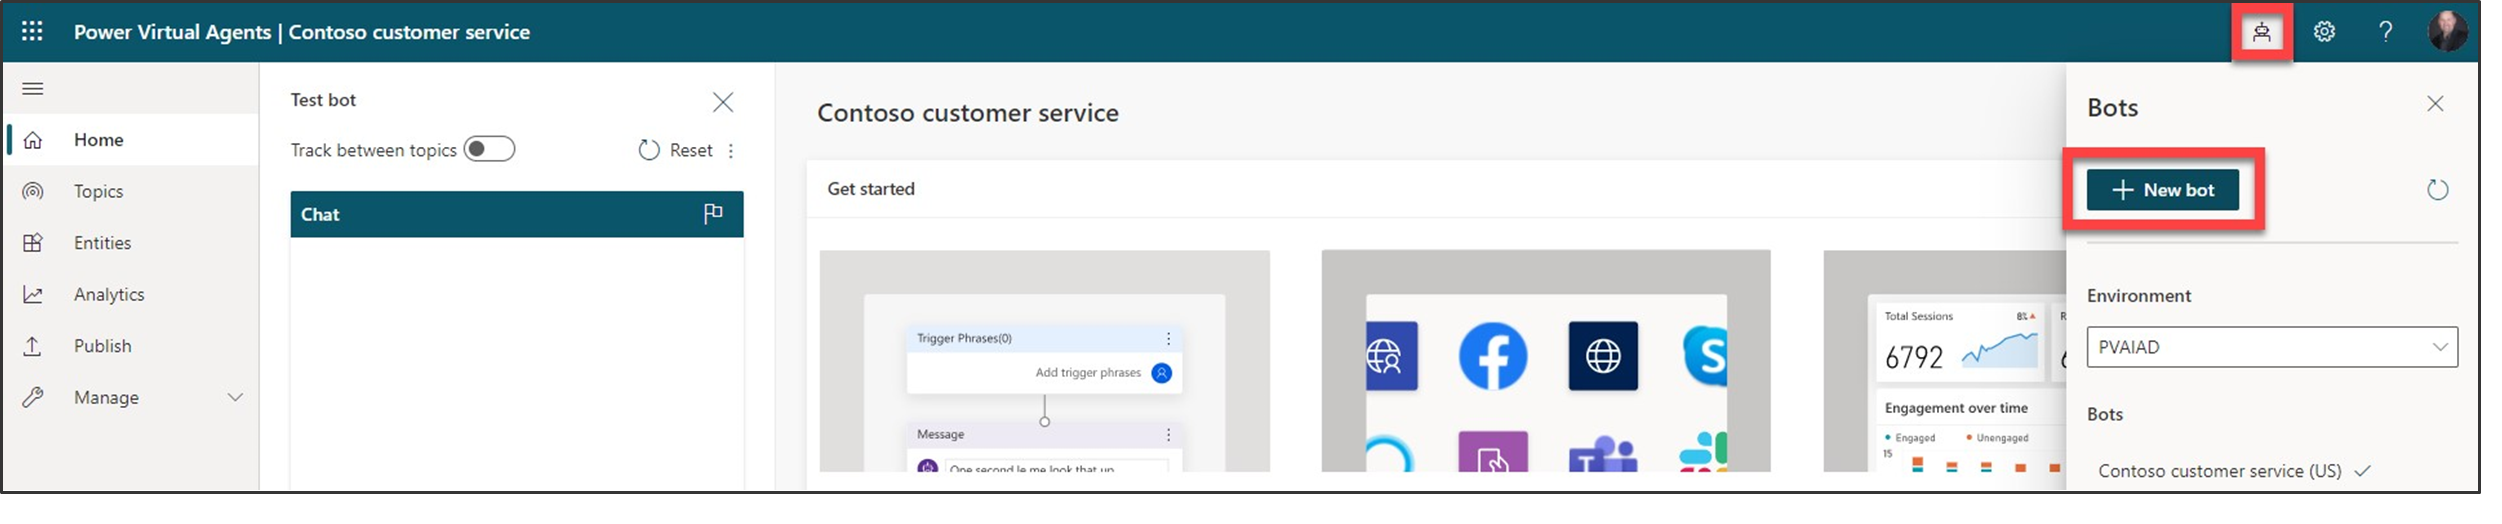 Power Virtual Agents | Contoso customer service
Home
Topics
Entities
Analytics
Publish
Manage
Test bot
Track between topics
Reset
Chat
Contoso customer service
Get started
Trigger Phrases(0)
Add trigger phrases
Message
One second le me look that up
Total Sessions
8%
6792
Engagement over time
Engaged
Unengaged
15
Bots
New bot
Environment
PVAIAD
Bots
Contoso customer service (US)